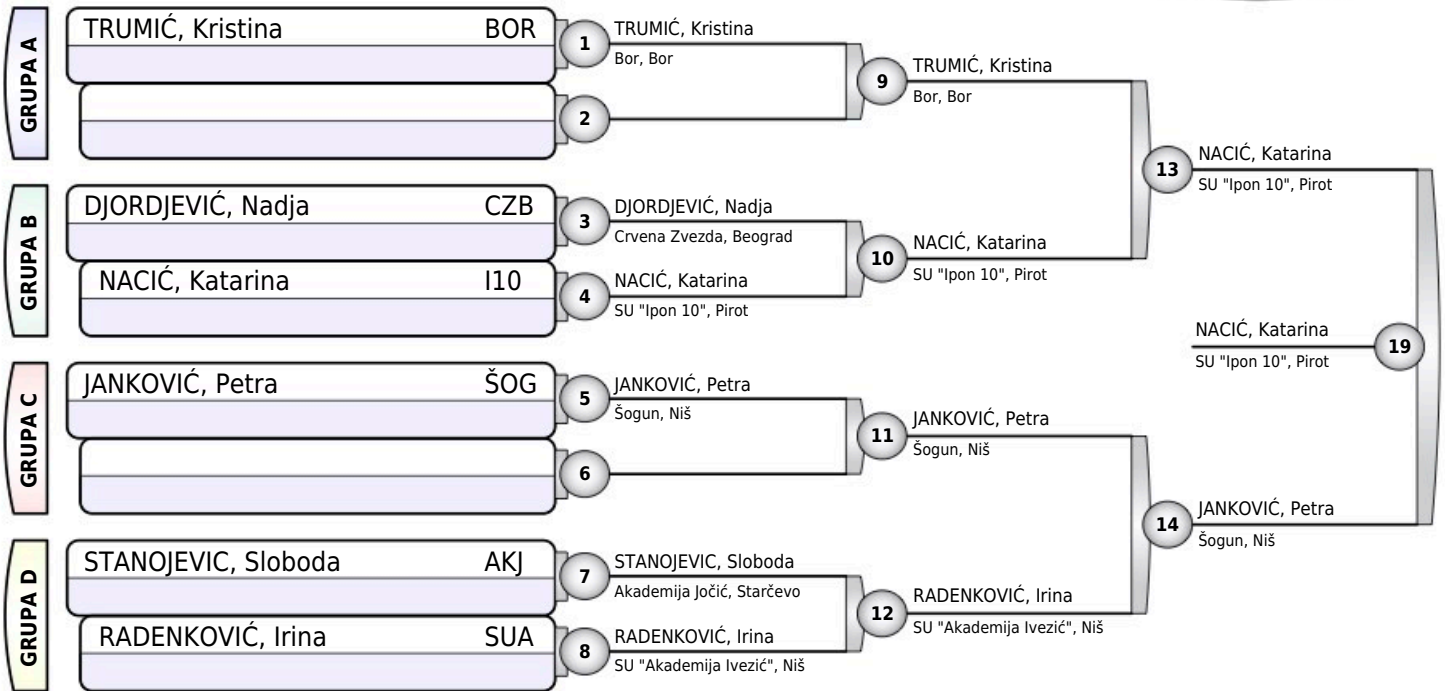 GRUPA A
TRUMIĆ, Kristina BOR
1
TRUMIĆ, Kristina
Bor, Bor
2
9
TRUMIĆ, Kristina
Bor, Bor
GRUPA B
DJORDJEVIĆ, Nadja CZB
3
DJORDJEVIĆ, Nadja
Crvena Zvezda, Beograd
NACIĆ, Katarina I10
4
NACIĆ, Katarina
SU "Ipon 10", Pirot
10
NACIĆ, Katarina
SU "Ipon 10", Pirot
13
NACIĆ, Katarina
SU "Ipon 10", Pirot
GRUPA C
JANKOVIĆ, Petra ŠOG
5
JANKOVIĆ, Petra
Šogun, Niš
6
11
JANKOVIĆ, Petra
Šogun, Niš
GRUPA D
STANOJEVIC, Sloboda AKJ
7
STANOJEVIC, Sloboda
Akademija Jočić, Starčevo
RADENKOVIĆ, Irina SUA
8
RADENKOVIĆ, Irina
SU "Akademija Ivezić", Niš
12
RADENKOVIĆ, Irina
SU "Akademija Ivezić", Niš
14
JANKOVIĆ, Petra
Šogun, Niš
NACIĆ, Katarina
SU "Ipon 10", Pirot
19